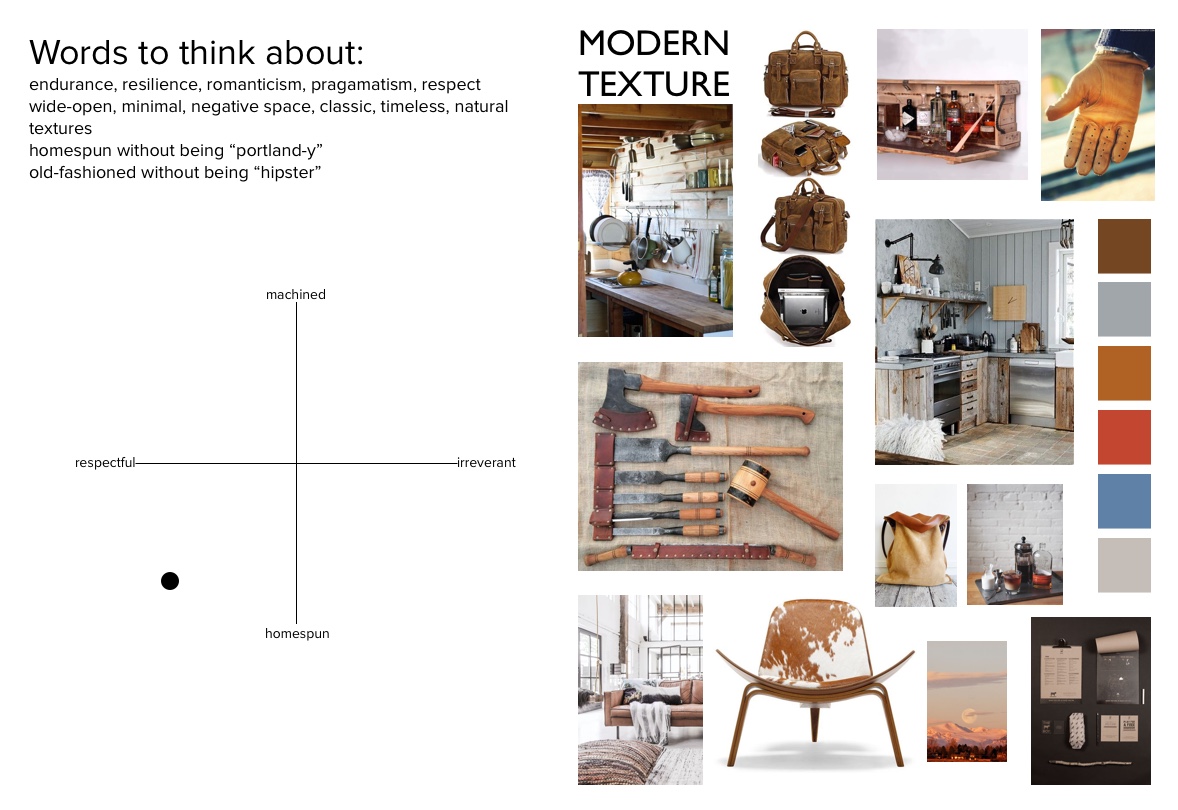 Words to think about:
endurance, resilience, romanticism, pragamatism, respect
wide-open, minimal, negative space, classic, timeless, natural
textures
homespun without being “portland-y”
old-fashioned without being “hipster”
machined
respectful
irreverant
homespun
MODERN
TEXTURE